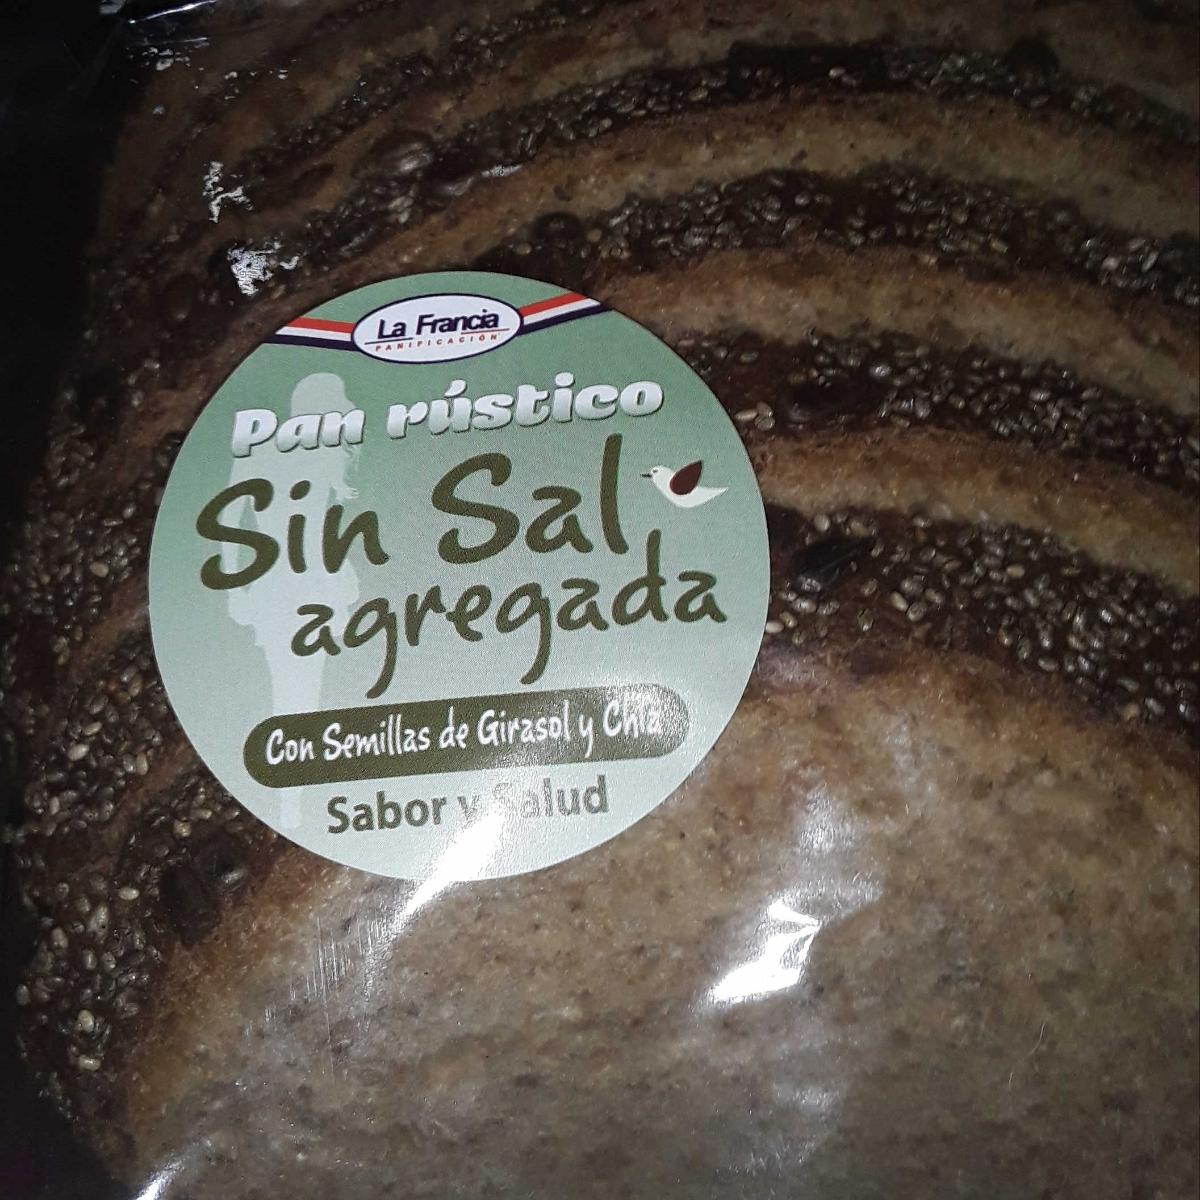 La Francia
PANIFICACIÓN
Pan rústico
Sin Sal
agregada
Con Semillas de Girasol y Chia
Sabor y Salud